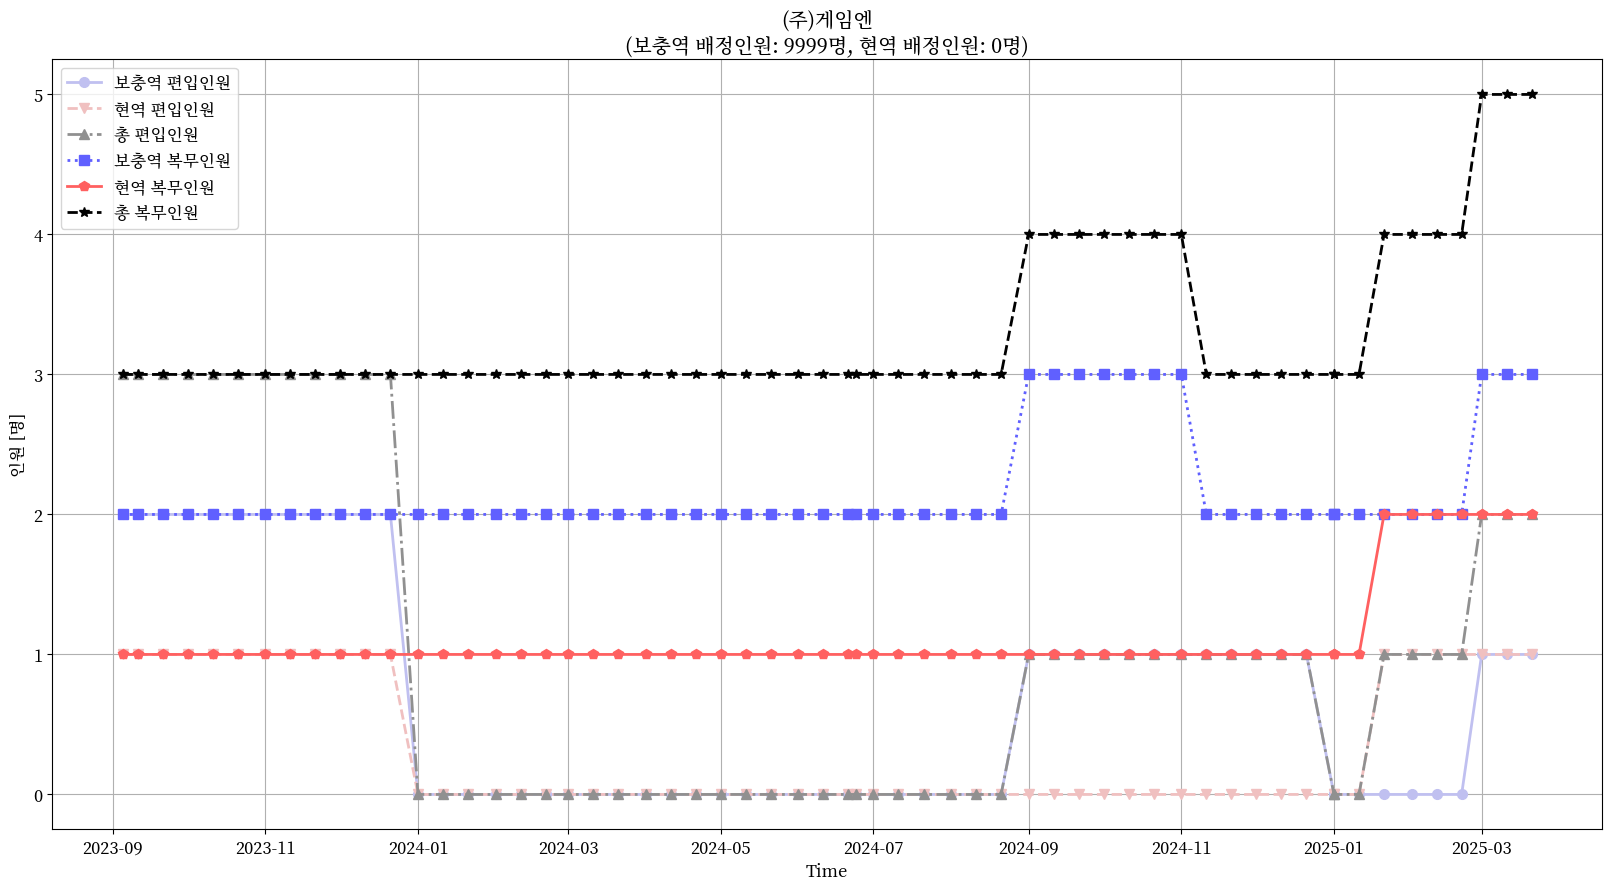 (주)게임엔
(보충역 배정인원: 9999명, 현역 배정인원: 0명)
보충역 편입인원
현역 편입인원
총 편입인원
보충역 복무인원
현역 복무인원
총 복무인원
5
4
3
2
1
0
인원 [명]
2023-09
2023-11
2024-01
2024-03
2024-05
2024-07
2024-09
2024-11
2025-01
2025-03
Time